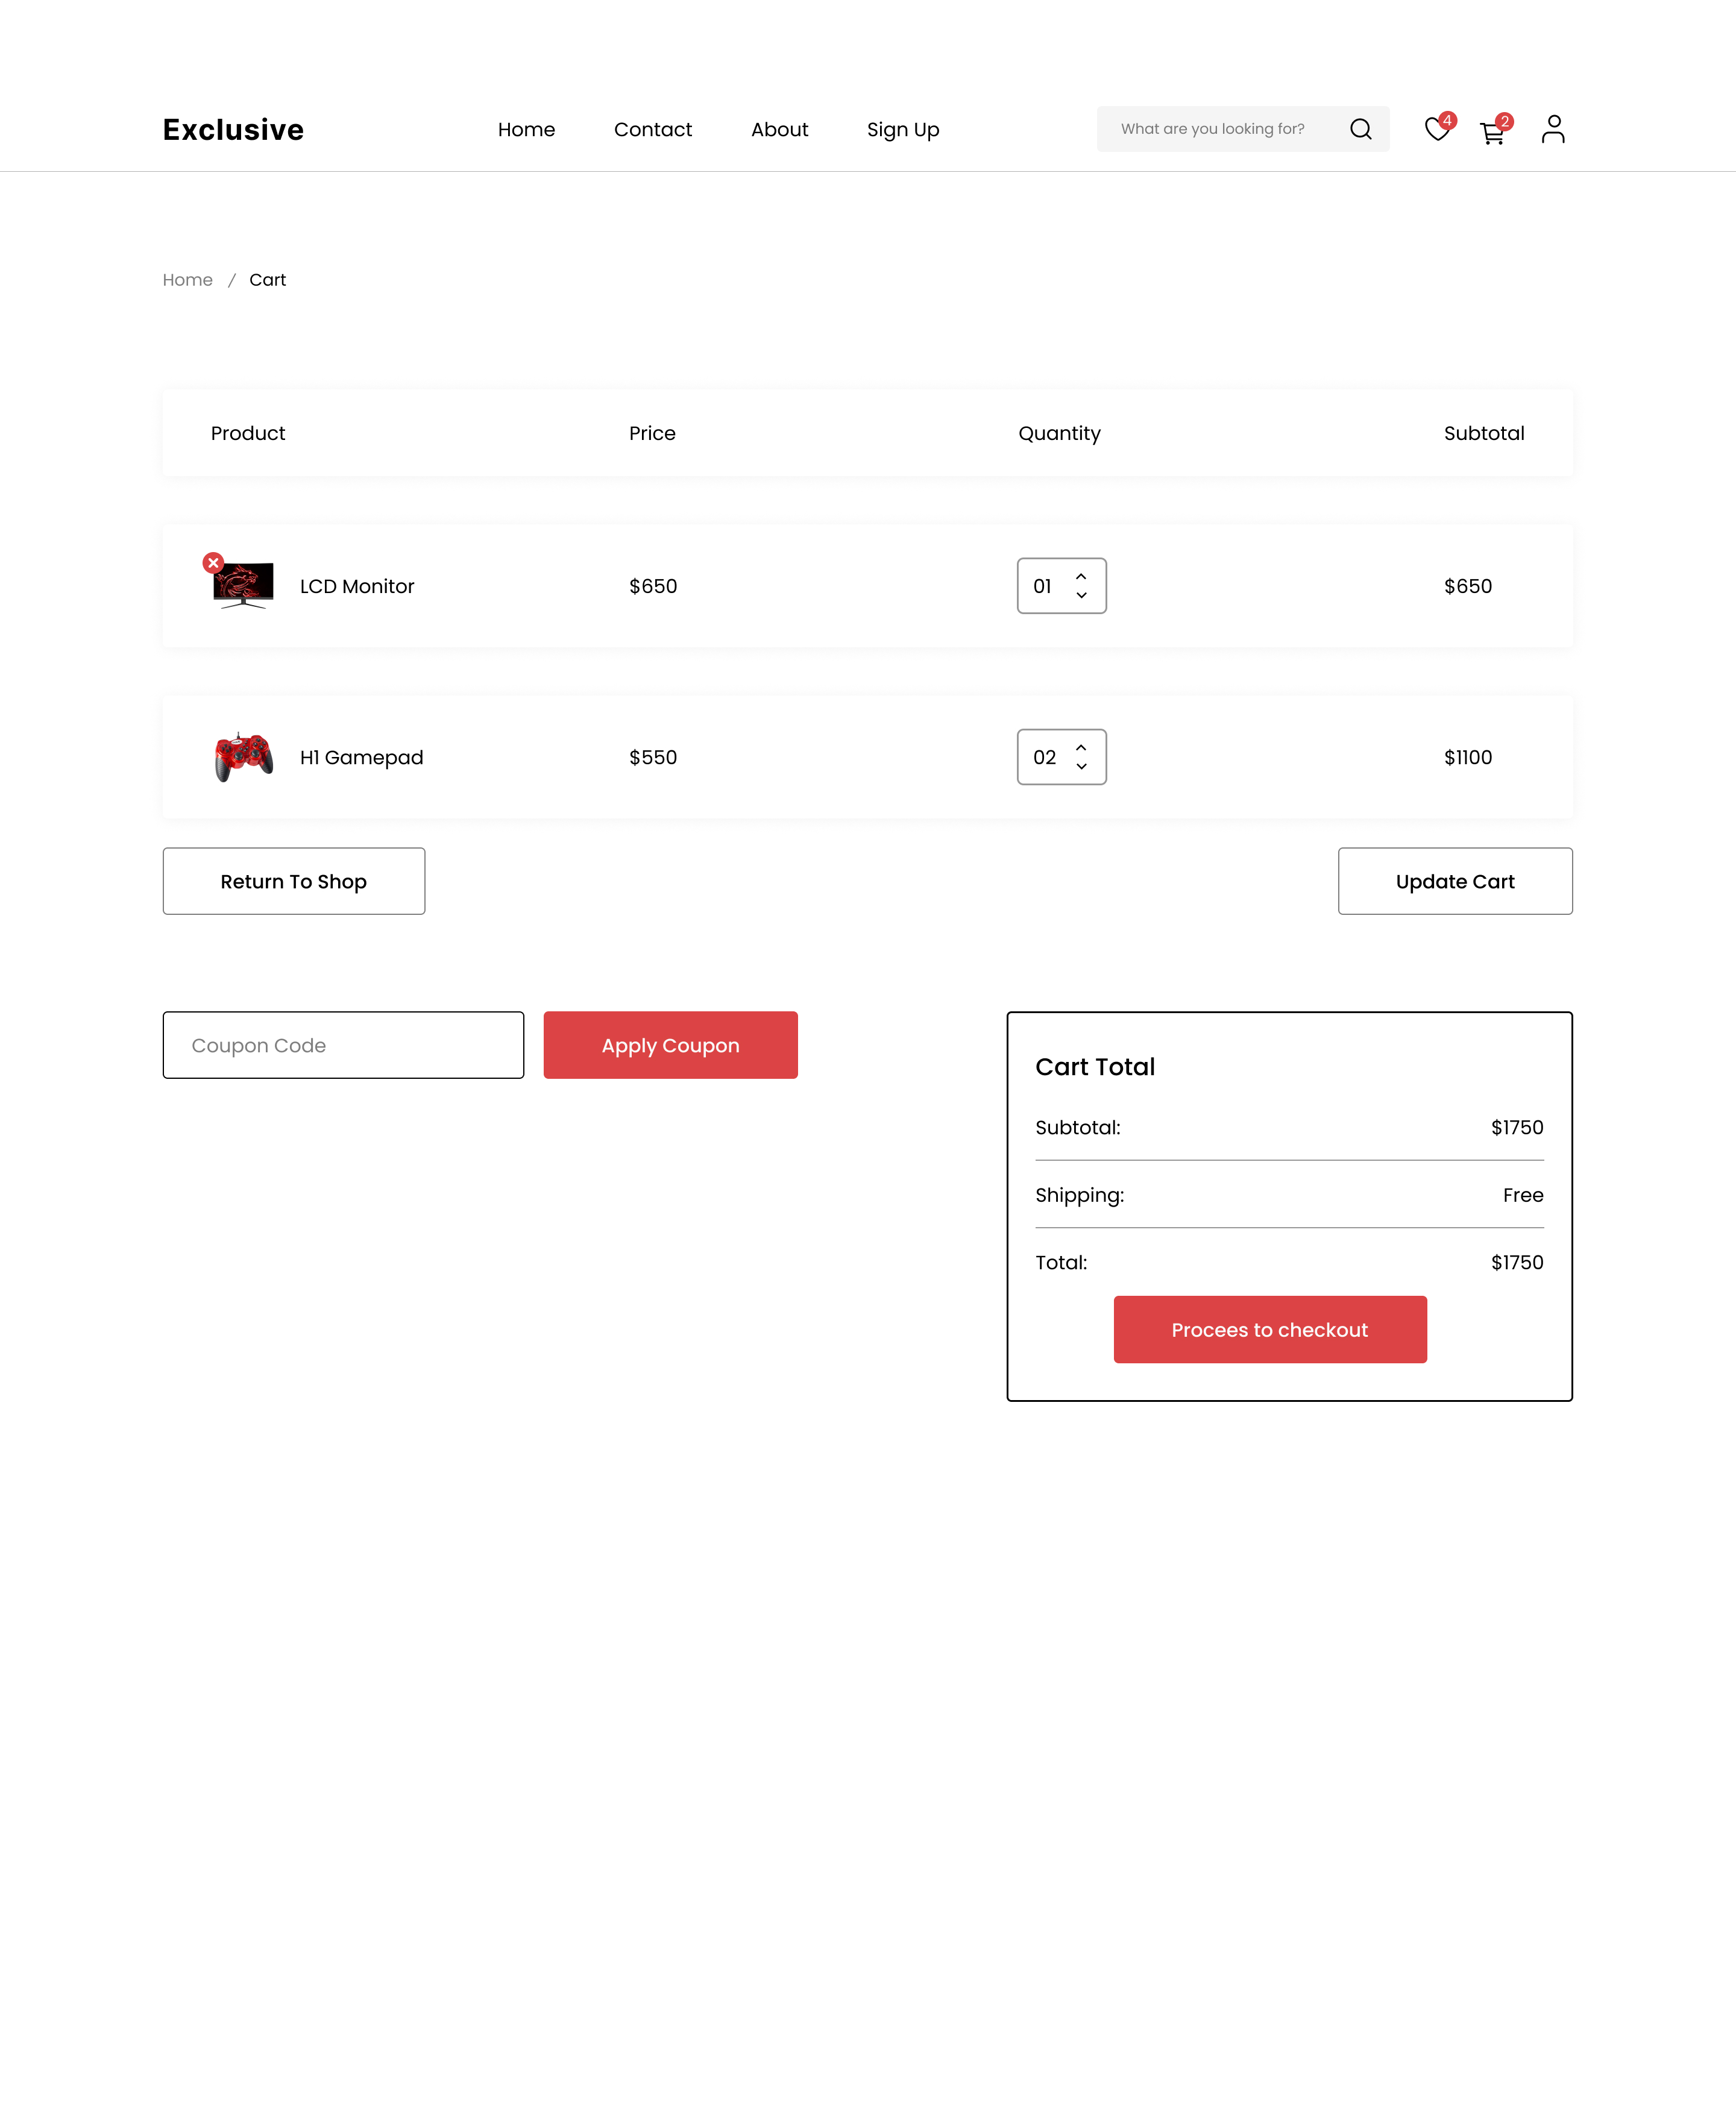 Exclusive Home Contact About Sign Up What are you looking for? 4 2
Home / Cart
Product Price Quantity Subtotal
LCD Monitor $650 01 $650
H1 Gamepad $550 02 $1100
Return To Shop Update Cart
Coupon Code Apply Coupon
Cart Total
Subtotal: $1750
Shipping: Free
Total: $1750
Procees to checkout